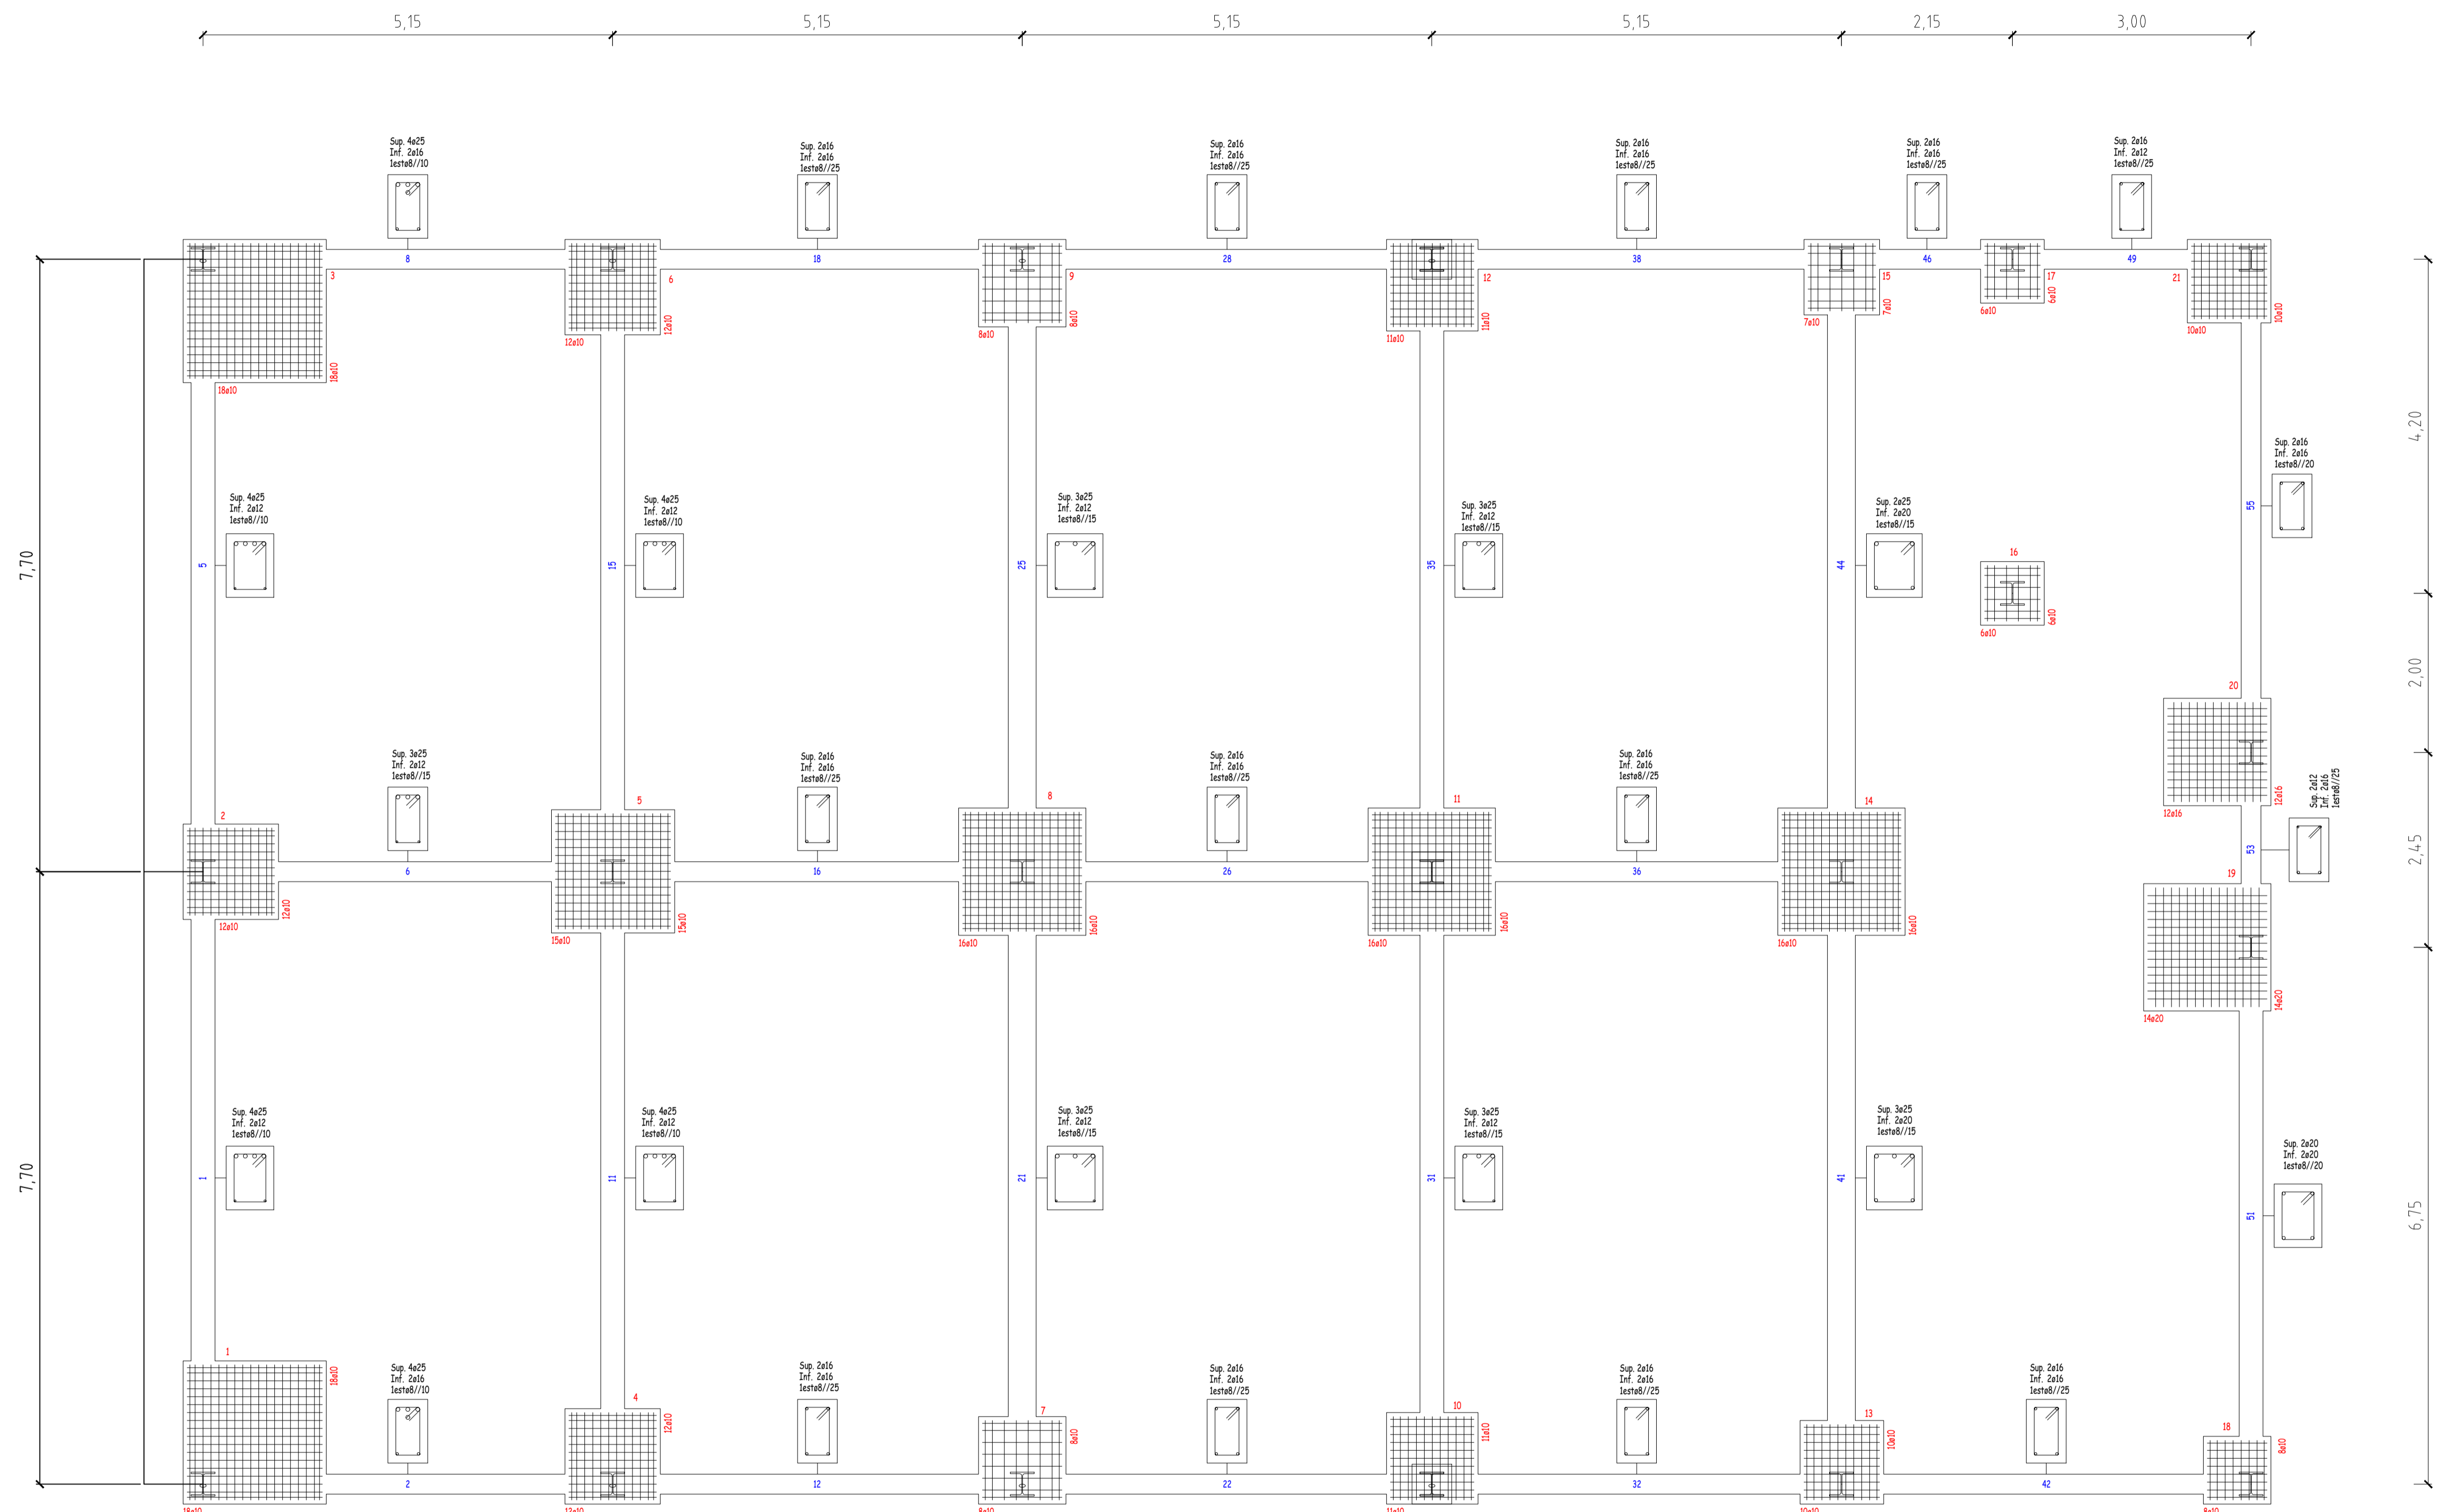 5,15
5,15
5,15
5,15
2,15
3,00
Sup. 4ø25
Inf. 2ø16
1estø8//10
Sup. 2ø16
Inf. 2ø16
1estø8//25
Sup. 2ø16
Inf. 2ø16
1estø8//25
Sup. 2ø16
Inf. 2ø16
1estø8//25
Sup. 2ø16
Inf. 2ø16
1estø8//25
Sup. 2ø16
Inf. 2ø12
1estø8//25
8
18
28
38
46
49
3
6
9
12
15
17
21
18ø10
18ø10
12ø10
12ø10
8ø10
8ø10
11ø10
11ø10
7ø10
7ø10
6ø10
6ø10
10ø10
10ø10
4,20
7,70
Sup. 4ø25
Inf. 2ø12
1estø8//10
Sup. 4ø25
Inf. 2ø12
1estø8//10
Sup. 3ø25
Inf. 2ø12
1estø8//15
Sup. 3ø25
Inf. 2ø12
1estø8//15
Sup. 2ø25
Inf. 2ø20
1estø8//15
Sup. 2ø16
Inf. 2ø16
1estø8//20
5
15
25
35
44
55
16
6ø10
6ø10
2,00
20
12ø16
12ø16
Sup. 3ø25
Inf. 2ø12
1estø8//15
Sup. 2ø16
Inf. 2ø16
1estø8//25
Sup. 2ø16
Inf. 2ø16
1estø8//25
Sup. 2ø16
Inf. 2ø16
1estø8//25
Sup. 2ø12
Inf. 2ø16
1estø8//25
2
5
8
11
14
6
16
26
36
53
2,45
19
12ø10
12ø10
15ø10
15ø10
16ø10
16ø10
16ø10
16ø10
16ø10
16ø10
14ø20
14ø20
7,70
Sup. 4ø25
Inf. 2ø12
1estø8//10
Sup. 4ø25
Inf. 2ø12
1estø8//10
Sup. 3ø25
Inf. 2ø12
1estø8//15
Sup. 3ø25
Inf. 2ø12
1estø8//15
Sup. 3ø25
Inf. 2ø20
1estø8//15
Sup. 2ø20
Inf. 2ø20
1estø8//20
1
11
21
31
41
51
6,75
1
4
7
10
13
18
18ø10
12ø10
8ø10
11ø10
10ø10
8ø10
Sup. 4ø25
Inf. 2ø16
1estø8//10
Sup. 2ø16
Inf. 2ø16
1estø8//25
Sup. 2ø16
Inf. 2ø16
1estø8//25
Sup. 2ø16
Inf. 2ø16
1estø8//25
Sup. 2ø16
Inf. 2ø16
1estø8//25
2
12
22
32
42
18ø10
12ø10
8ø10
11ø10
10ø10
8ø10